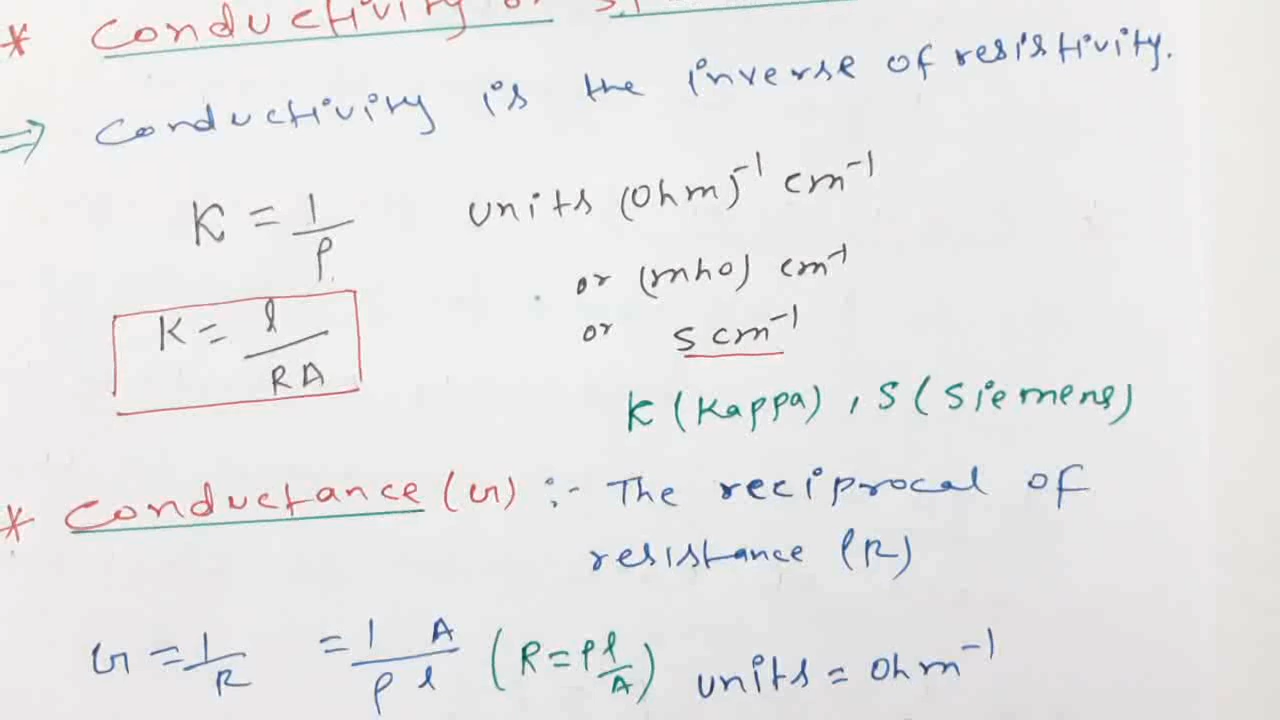 * Conductivity or
⇒ Conductivity is the inverse of resistivity.
K = 1/ρ units (Ohm)⁻¹ cm⁻¹
or (mho) cm⁻¹
K = l/RA or S cm⁻¹
K (Kappa), S (Siemens)
* Conductance (G) :- The reciprocal of
resistance (R)
G = 1/R = 1 A/ρ l (R = ρ l/A) units = Ohm⁻¹